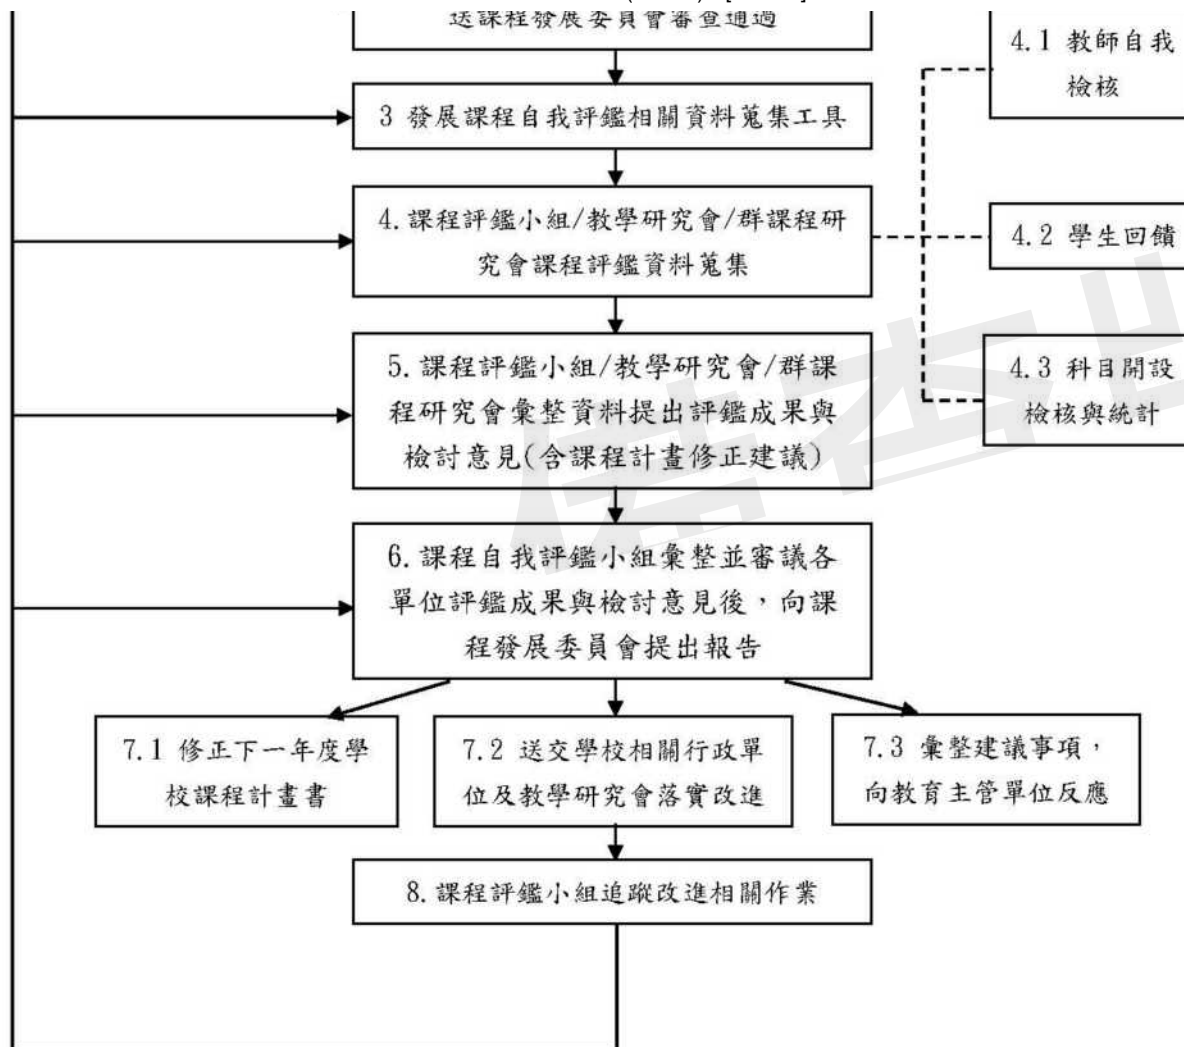 送課程發展委員會審查通過
4.1 教師自我
檢核
3 發展課程自我評鑑相關資料蒐集工具
4.課程評鑑小組/教學研究會/群課程研
究會課程評鑑資料蒐集
4.2 學生回饋
5.課程評鑑小組/教學研究會/群課
程研究會彙整資料提出評鑑成果與
檢討意見(含課程計畫修正建議)
4.3 科目開設
檢核與統計
6.課程自我評鑑小組彙整並審議各
單位評鑑成果與檢討意見後，向課
程發展委員會提出報告
7.1 修正下一年度學
校課程計畫書
7.2 送交學校相關行政單
位及教學研究會落實改進
7.3 彙整建議事項，
向教育主管單位反應
8.課程評鑑小組追蹤改進相關作業